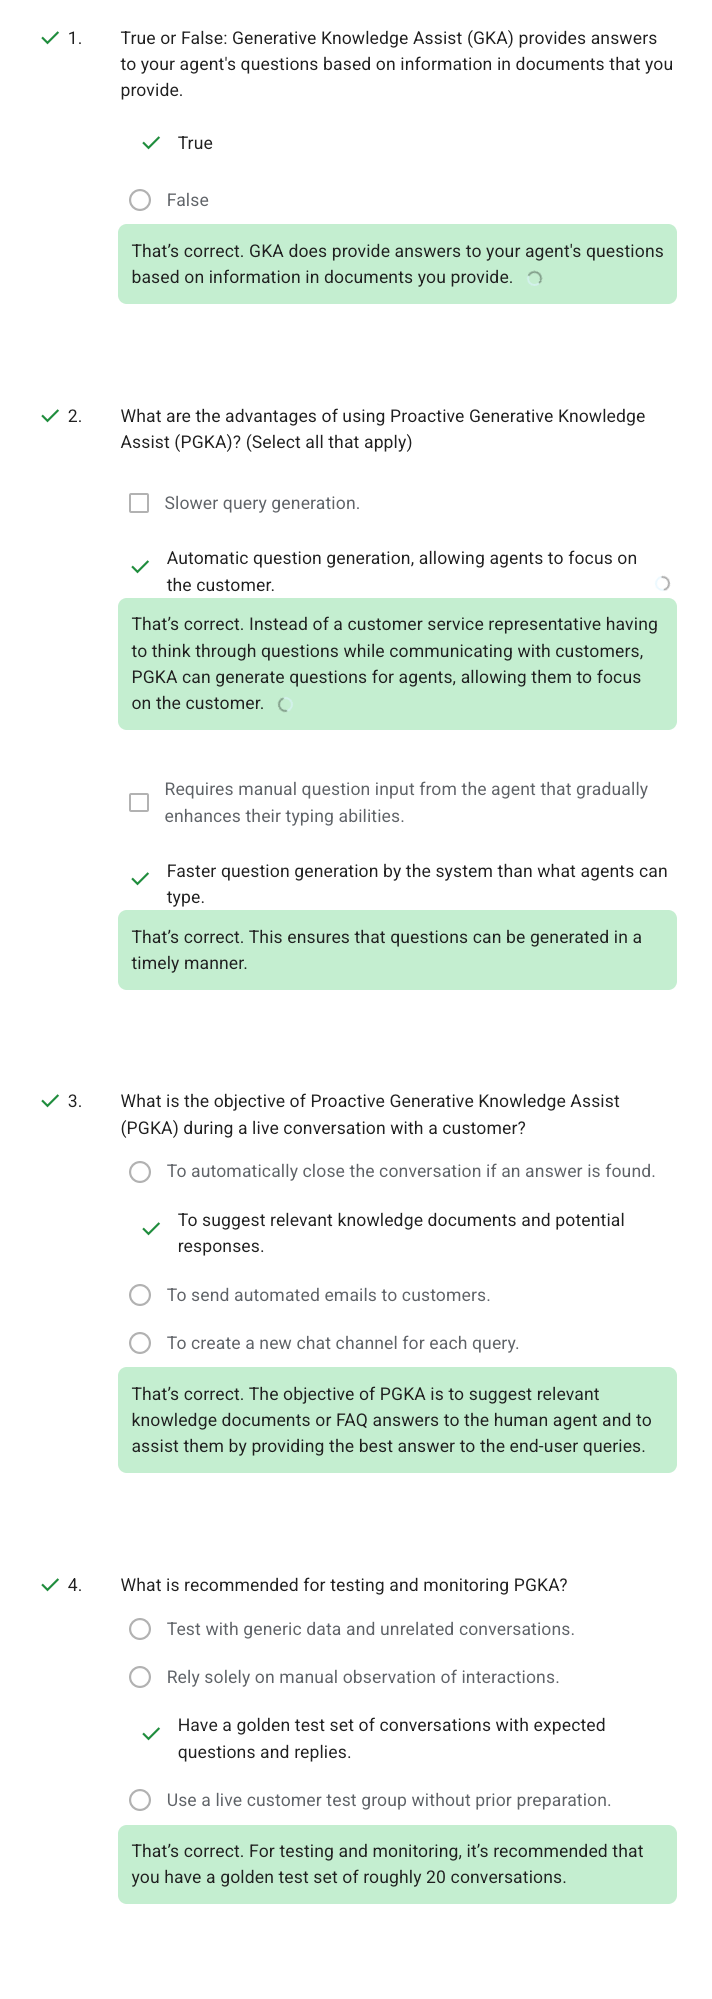 1. True or False: Generative Knowledge Assist (GKA) provides answers
to your agent's questions based on information in documents that you
provide.
True
False
That’s correct. GKA does provide answers to your agent's questions
based on information in documents you provide.
2. What are the advantages of using Proactive Generative Knowledge
Assist (PGKA)? (Select all that apply)
Slower query generation.
Automatic question generation, allowing agents to focus on
the customer.
That’s correct. Instead of a customer service representative having
to think through questions while communicating with customers,
PGKA can generate questions for agents, allowing them to focus
on the customer.
Requires manual question input from the agent that gradually
enhances their typing abilities.
Faster question generation by the system than what agents can
type.
That’s correct. This ensures that questions can be generated in a
timely manner.
3. What is the objective of Proactive Generative Knowledge Assist
(PGKA) during a live conversation with a customer?
To automatically close the conversation if an answer is found.
To suggest relevant knowledge documents and potential
responses.
To send automated emails to customers.
To create a new chat channel for each query.
That’s correct. The objective of PGKA is to suggest relevant
knowledge documents or FAQ answers to the human agent and to
assist them by providing the best answer to the end-user queries.
4. What is recommended for testing and monitoring PGKA?
Test with generic data and unrelated conversations.
Rely solely on manual observation of interactions.
Have a golden test set of conversations with expected
questions and replies.
Use a live customer test group without prior preparation.
That’s correct. For testing and monitoring, it’s recommended that
you have a golden test set of roughly 20 conversations.